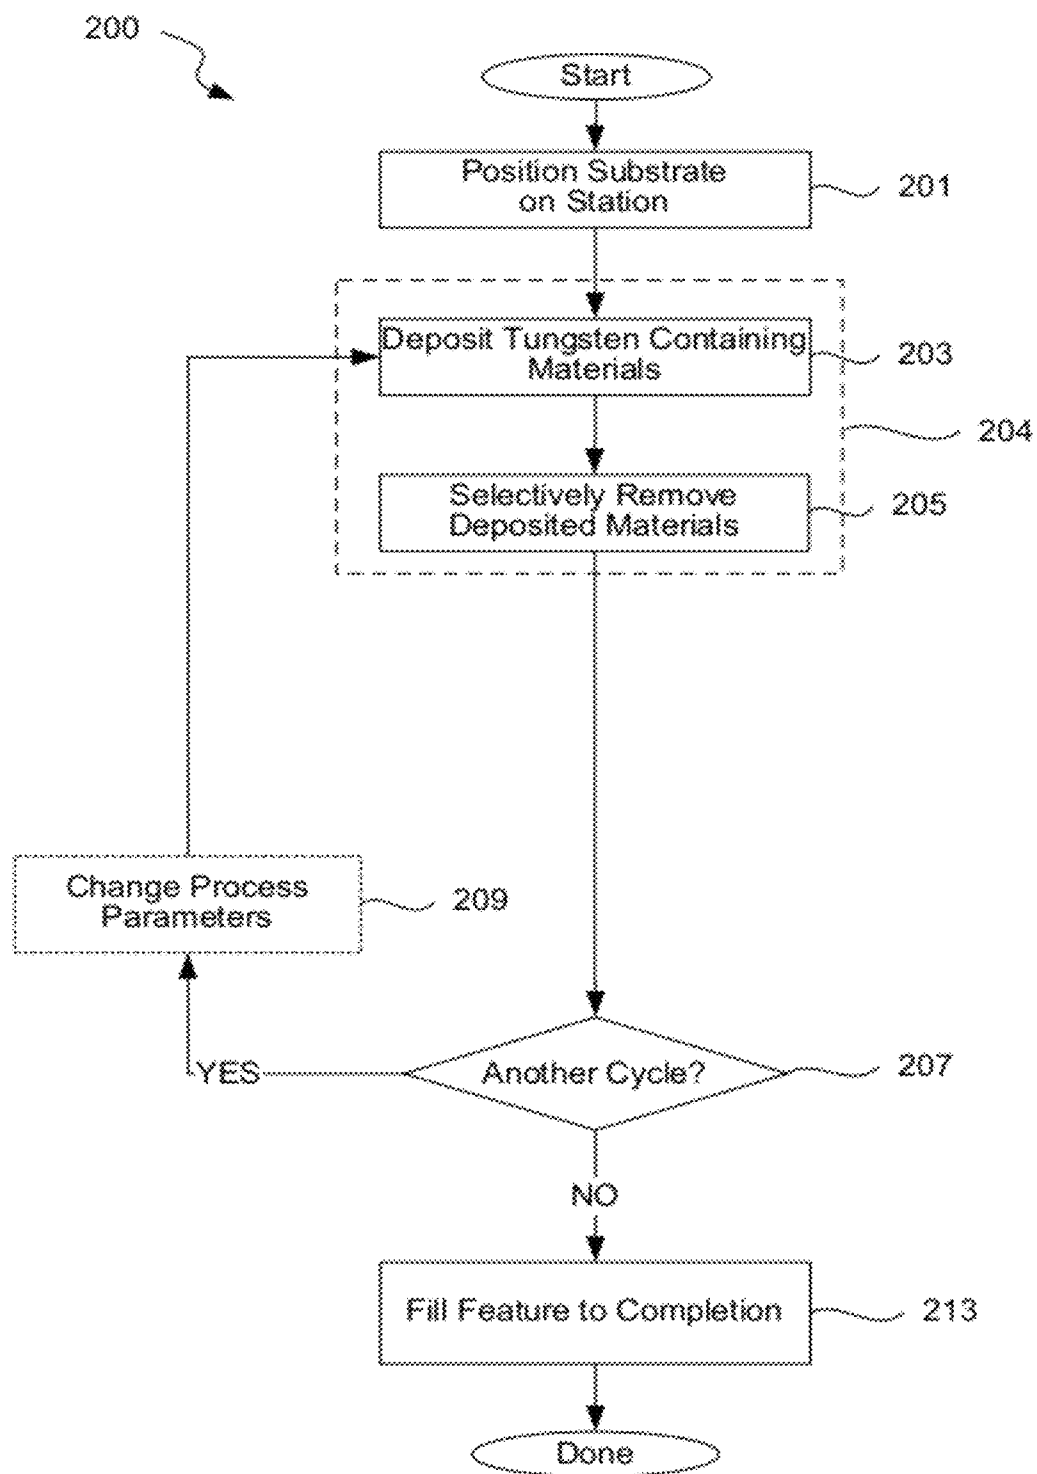 200
Start
Position Substrate
on Station
201
Deposit Tungsten Containing
Materials
203
204
Selectively Remove
Deposited Materials
205
Change Process
Parameters
209
YES
Another Cycle?
207
NO
Fill Feature to Completion
213
Done